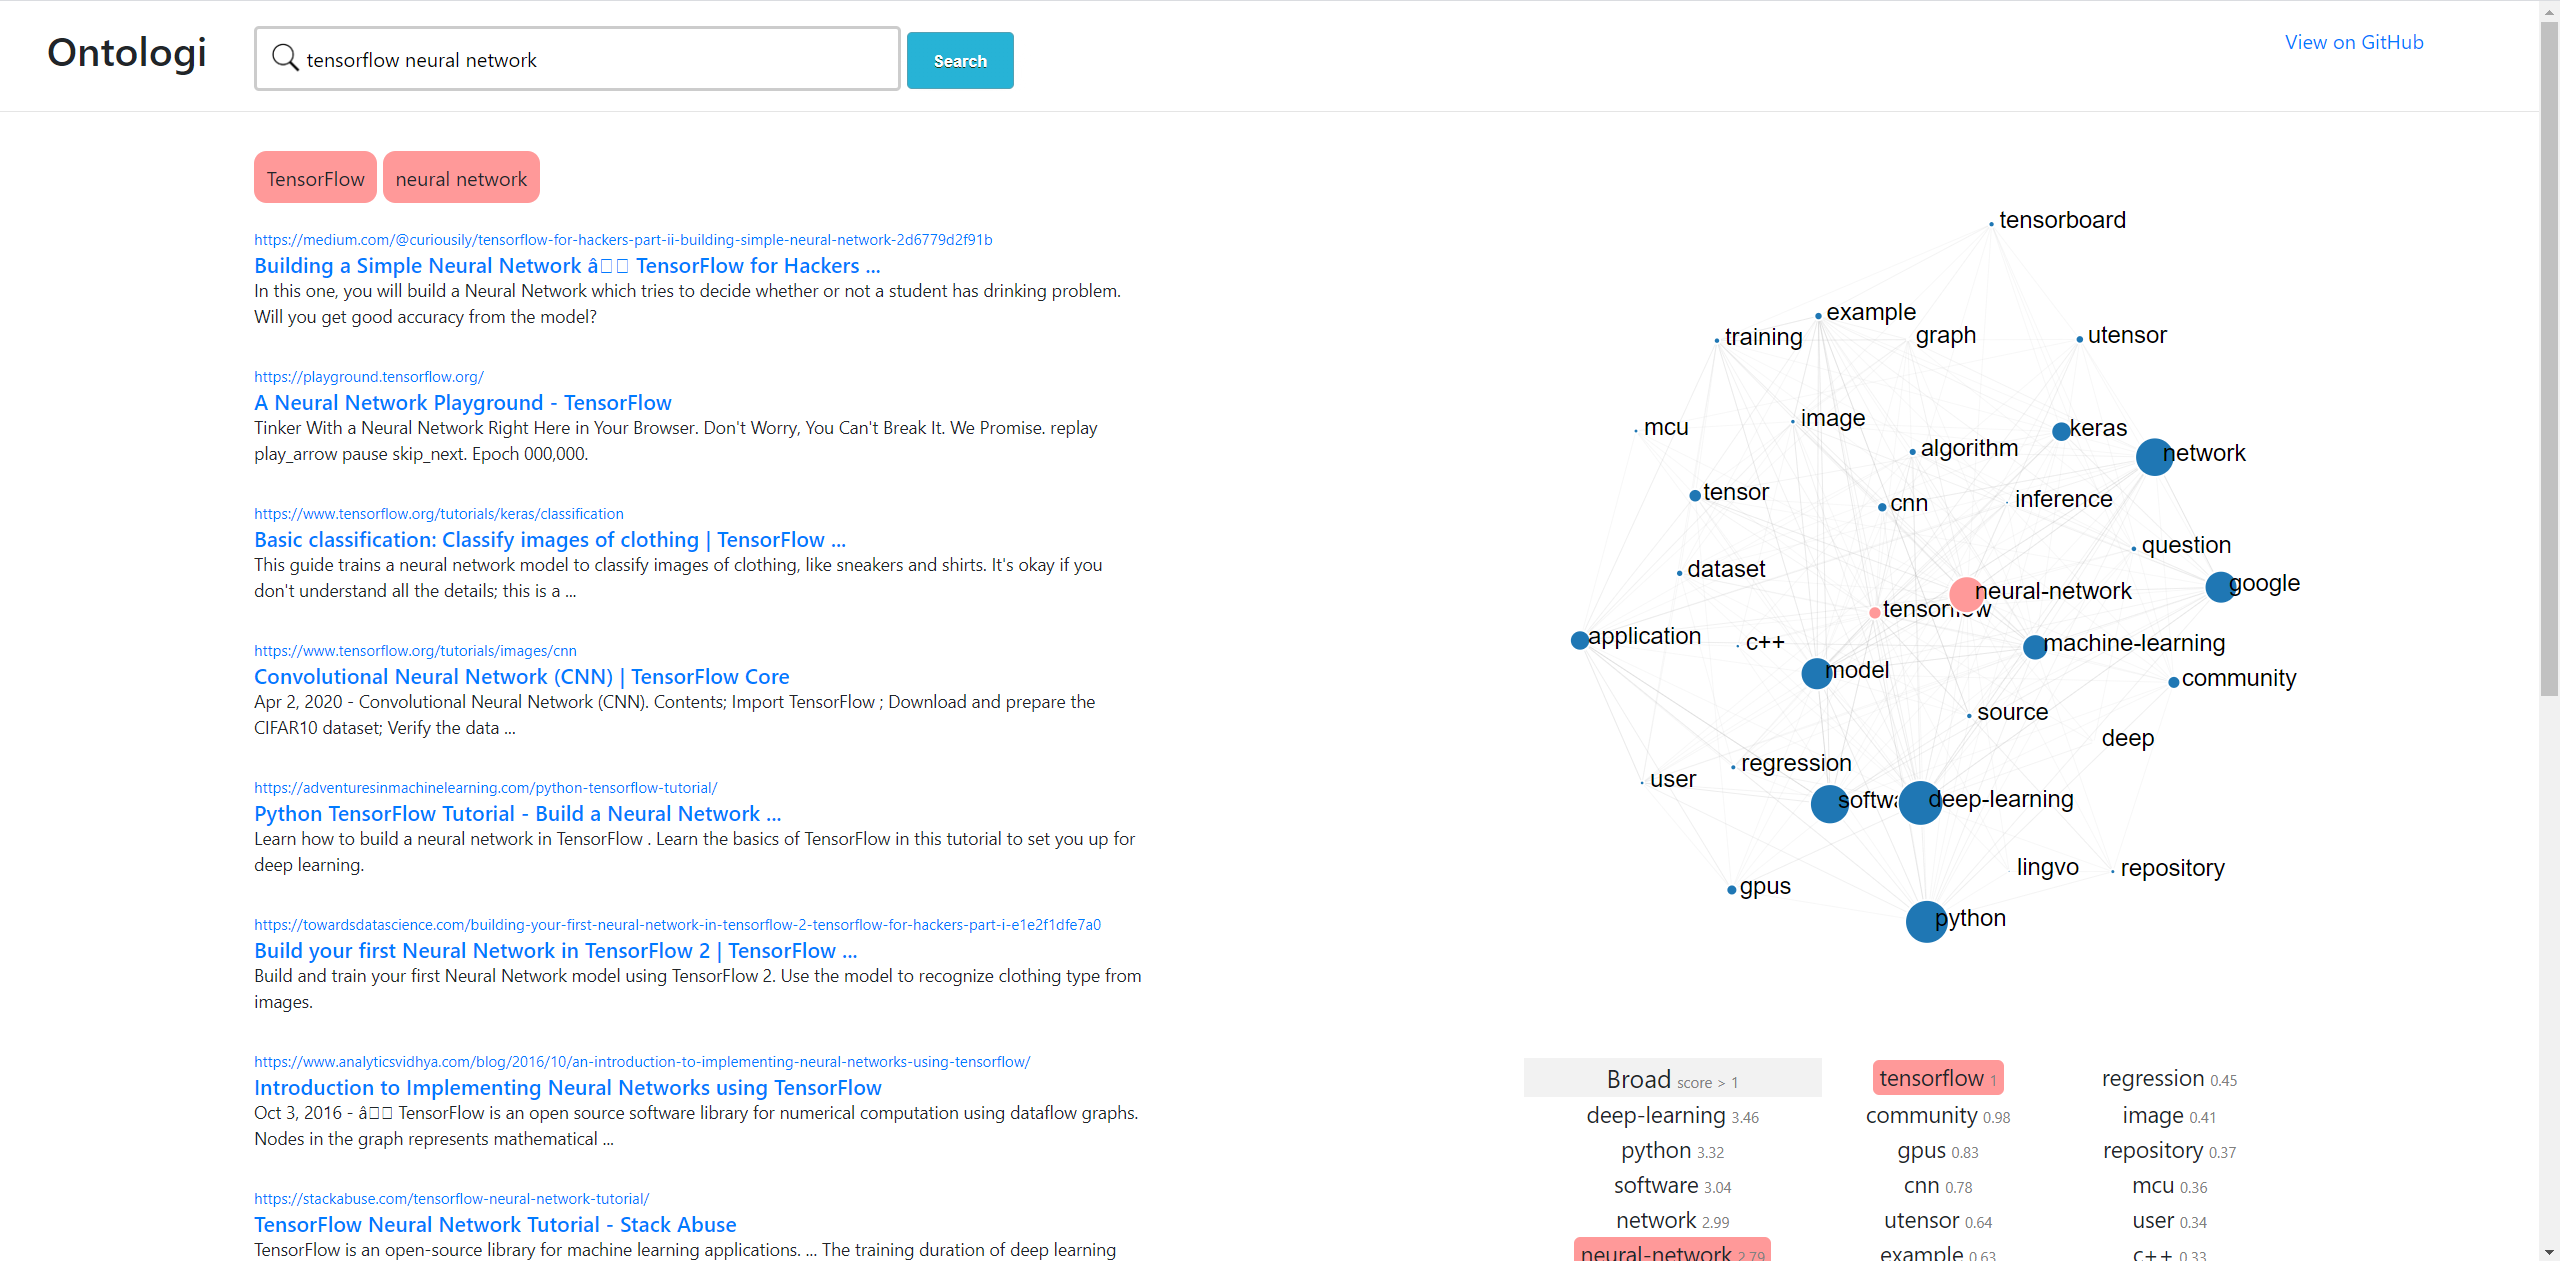 Ontologi
tensorflow neural network
Search
View on GitHub
TensorFlow
neural network
https://medium.com/@curiousily/tensorflow-for-hackers-part-ii-building-simple-neural-network-2d6779d2f91b
Building a Simple Neural Network â▯▯ TensorFlow for Hackers ...
In this one, you will build a Neural Network which tries to decide whether or not a student has drinking problem.
Will you get good accuracy from the model?
https://playground.tensorflow.org/
A Neural Network Playground - TensorFlow
Tinker With a Neural Network Right Here in Your Browser. Don't Worry, You Can't Break It. We Promise. replay
play_arrow pause skip_next. Epoch 000,000.
https://www.tensorflow.org/tutorials/keras/classification
Basic classification: Classify images of clothing | TensorFlow ...
This guide trains a neural network model to classify images of clothing, like sneakers and shirts. It's okay if you
don't understand all the details; this is a ...
https://www.tensorflow.org/tutorials/images/cnn
Convolutional Neural Network (CNN) | TensorFlow Core
Apr 2, 2020 - Convolutional Neural Network (CNN). Contents; Import TensorFlow ; Download and prepare the
CIFAR10 dataset; Verify the data ...
https://adventuresinmachinelearning.com/python-tensorflow-tutorial/
Python TensorFlow Tutorial - Build a Neural Network ...
Learn how to build a neural network in TensorFlow . Learn the basics of TensorFlow in this tutorial to set you up for
deep learning.
https://towardsdatascience.com/building-your-first-neural-network-in-tensorflow-2-tensorflow-for-hackers-part-i-e1e2f1dfe7a0
Build your first Neural Network in TensorFlow 2 | TensorFlow ...
Build and train your first Neural Network model using TensorFlow 2. Use the model to recognize clothing type from
images.
https://www.analyticsvidhya.com/blog/2016/10/an-introduction-to-implementing-neural-networks-using-tensorflow/
Introduction to Implementing Neural Networks using TensorFlow
Oct 3, 2016 - â▯▯ TensorFlow is an open source software library for numerical computation using dataflow graphs.
Nodes in the graph represents mathematical ...
https://stackabuse.com/tensorflow-neural-network-tutorial/
TensorFlow Neural Network Tutorial - Stack Abuse
TensorFlow is an open-source library for machine learning applications. ... The training duration of deep learning
tensorboard
example
training
graph
utensor
mcu
image
keras
algorithm
network
tensor
cnn
inference
question
dataset
google
neural-network
tensorflow
application
c++
machine-learning
model
community
source
deep
regression
user
softwa
deep-learning
lingvo
repository
gpus
python
Broad score > 1
deep-learning 3.46
python 3.32
software 3.04
network 2.99
neural-network 2.79
tensorflow 1
community 0.98
gpus 0.83
cnn 0.78
utensor 0.64
example 0.63
regression 0.45
image 0.41
repository 0.37
mcu 0.36
user 0.34
c++ 0.33